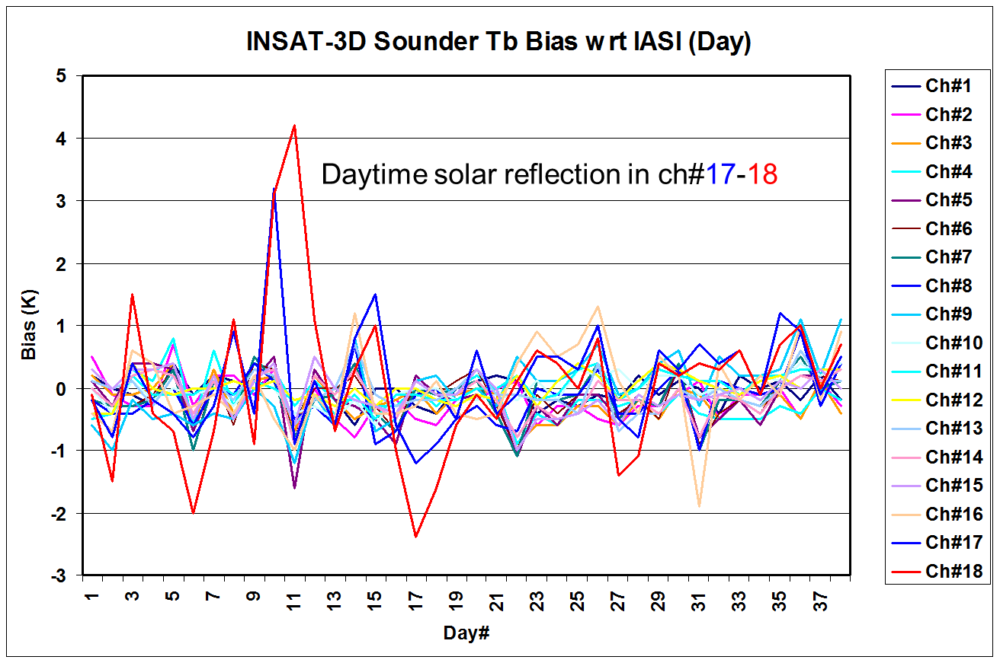 INSAT-3D Sounder Tb Bias wrt IASI (Day)
Daytime solar reflection in ch#17-18
Bias (K)
5
4
3
2
1
0
-1
-2
-3
1 3 5 7 9 11 13 15 17 19 21 23 25 27 29 31 33 35 37
Day#
Ch#1
Ch#2
Ch#3
Ch#4
Ch#5
Ch#6
Ch#7
Ch#8
Ch#9
Ch#10
Ch#11
Ch#12
Ch#13
Ch#14
Ch#15
Ch#16
Ch#17
Ch#18